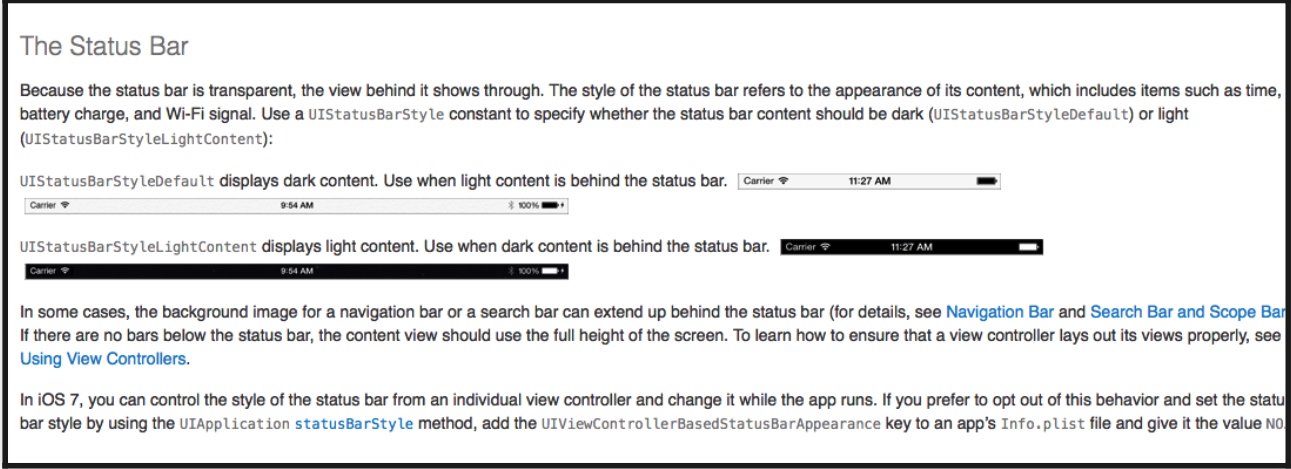 The Status Bar
Because the status bar is transparent, the view behind it shows through. The style of the status bar refers to the appearance of its content, which includes items such as time,
battery charge, and Wi-Fi signal. Use a UIStatusBarStyle constant to specify whether the status bar content should be dark (UIStatusBarStyleDefault) or light
(UIStatusBarStyleLightContent):
UIStatusBarStyleDefault displays dark content. Use when light content is behind the status bar. Carrier 11:27 AM
Carrier 9:54 AM 100%
UIStatusBarStyleLightContent displays light content. Use when dark content is behind the status bar. Carrier 11:27 AM
Carrier 9:54 AM 100%
In some cases, the background image for a navigation bar or a search bar can extend up behind the status bar (for details, see Navigation Bar and Search Bar and Scope Bar
If there are no bars below the status bar, the content view should use the full height of the screen. To learn how to ensure that a view controller lays out its views properly, see
Using View Controllers.
In iOS 7, you can control the style of the status bar from an individual view controller and change it while the app runs. If you prefer to opt out of this behavior and set the statu
bar style by using the UIApplication statusBarStyle method, add the UIViewControllerBasedStatusBarAppearance key to an app's Info.plist file and give it the value NO.